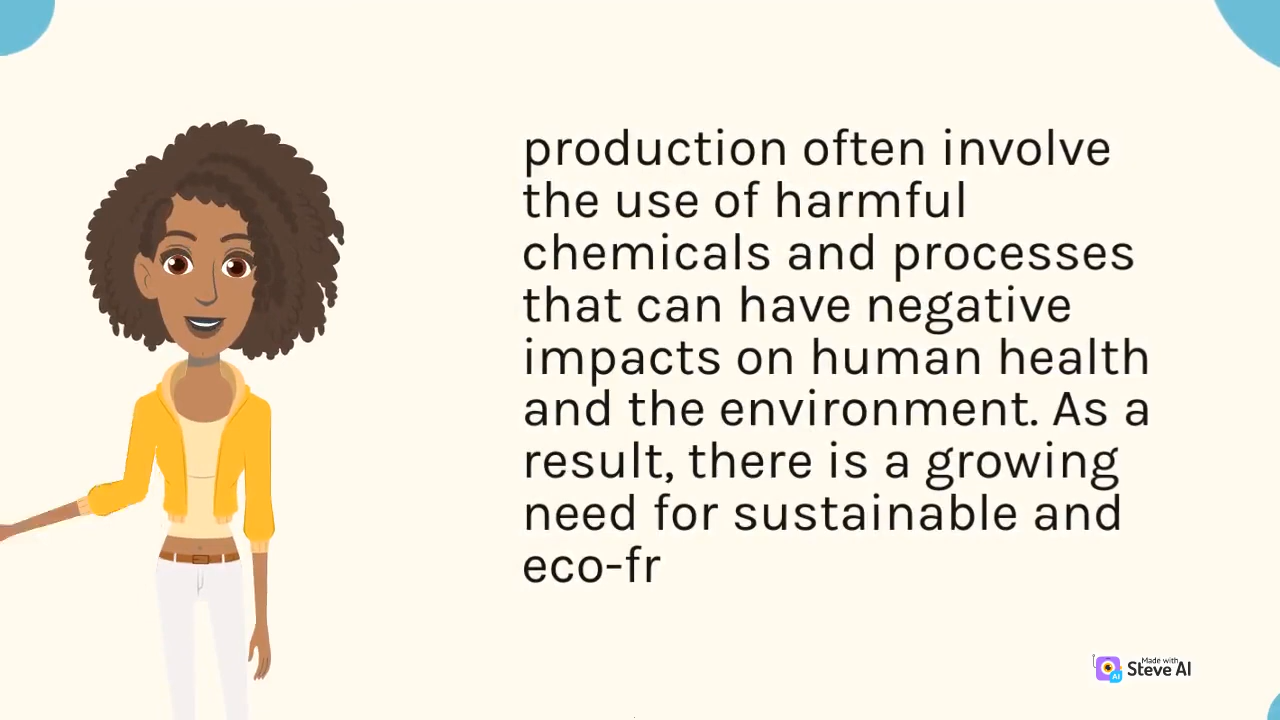 production often involve
the use of harmful
chemicals and processes
that can have negative
impacts on human health
and the environment. As a
result, there is a growing
need for sustainable and
eco-fr
Made with
Steve AI
AI